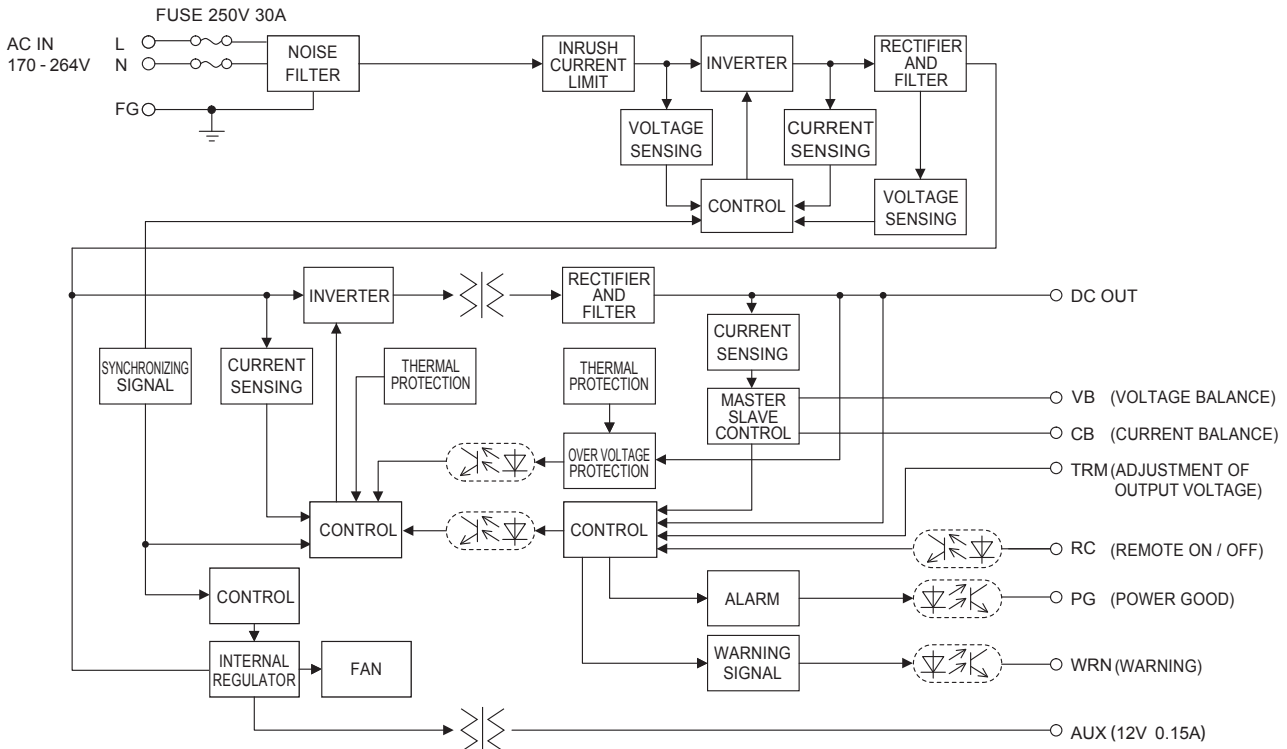 FUSE 250V 30A
AC IN
170 - 264V
L
N
FG
NOISE
FILTER
INRUSH
CURRENT
LIMIT
INVERTER
RECTIFIER
AND
FILTER
VOLTAGE
SENSING
CURRENT
SENSING
CONTROL
VOLTAGE
SENSING
INVERTER
RECTIFIER
AND
FILTER
DC OUT
SYNCHRONIZING
SIGNAL
CURRENT
SENSING
THERMAL
PROTECTION
THERMAL
PROTECTION
CURRENT
SENSING
MASTER
SLAVE
CONTROL
VB (VOLTAGE BALANCE)
CB (CURRENT BALANCE)
OVER VOLTAGE
PROTECTION
TRM (ADJUSTMENT OF
OUTPUT VOLTAGE)
CONTROL
CONTROL
RC (REMOTE ON / OFF)
CONTROL
ALARM
PG (POWER GOOD)
INTERNAL
REGULATOR
FAN
WARNING
SIGNAL
WRN (WARNING)
AUX (12V 0.15A)